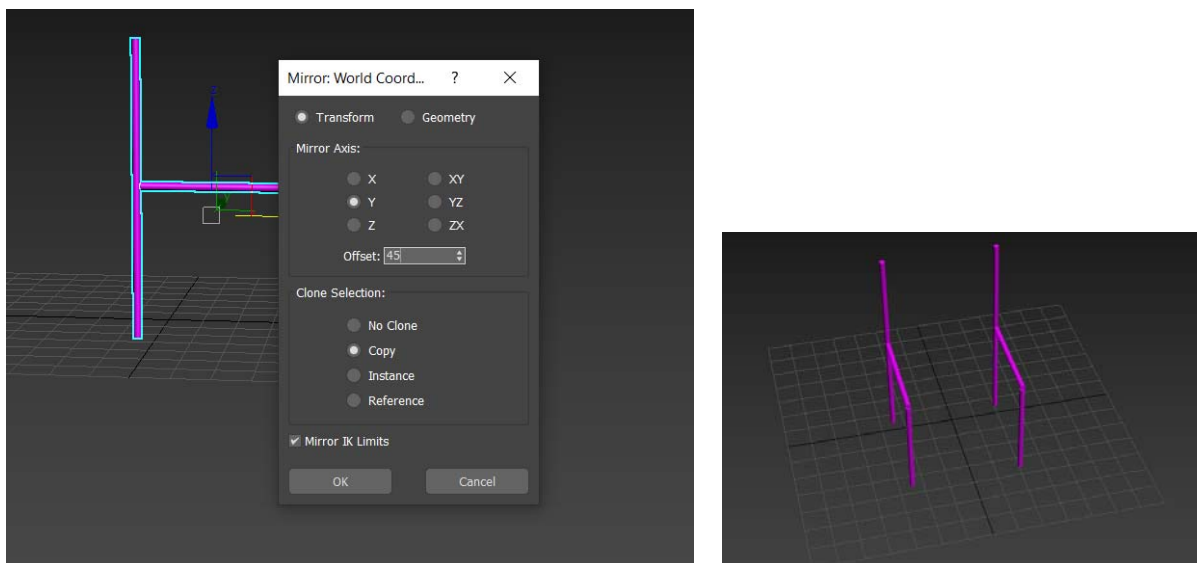 Mirror: World Coord... ? ×
Transform Geometry
Mirror Axis:
X XY
Y YZ
Z ZX
Offset: 45
Clone Selection:
No Clone
Copy
Instance
Reference
Mirror IK Limits
OK Cancel